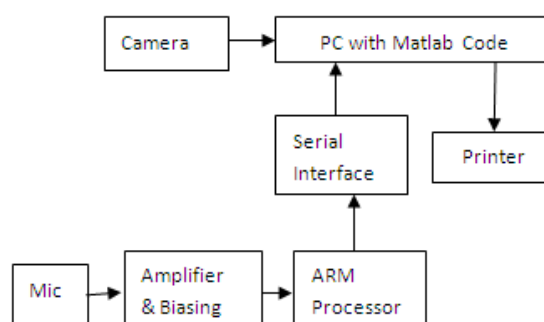 Camera
PC with Matlab Code
Serial
Interface
Printer
Mic
Amplifier
& Biasing
ARM
Processor